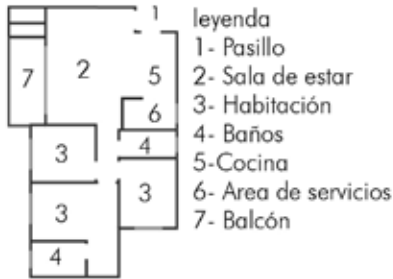 1
2
7
5
6
3
4
3
3
4
leyenda
1- Pasillo
2- Sala de estar
3- Habitación
4- Baños
5-Cocina
6- Area de servicios
7- Balcón